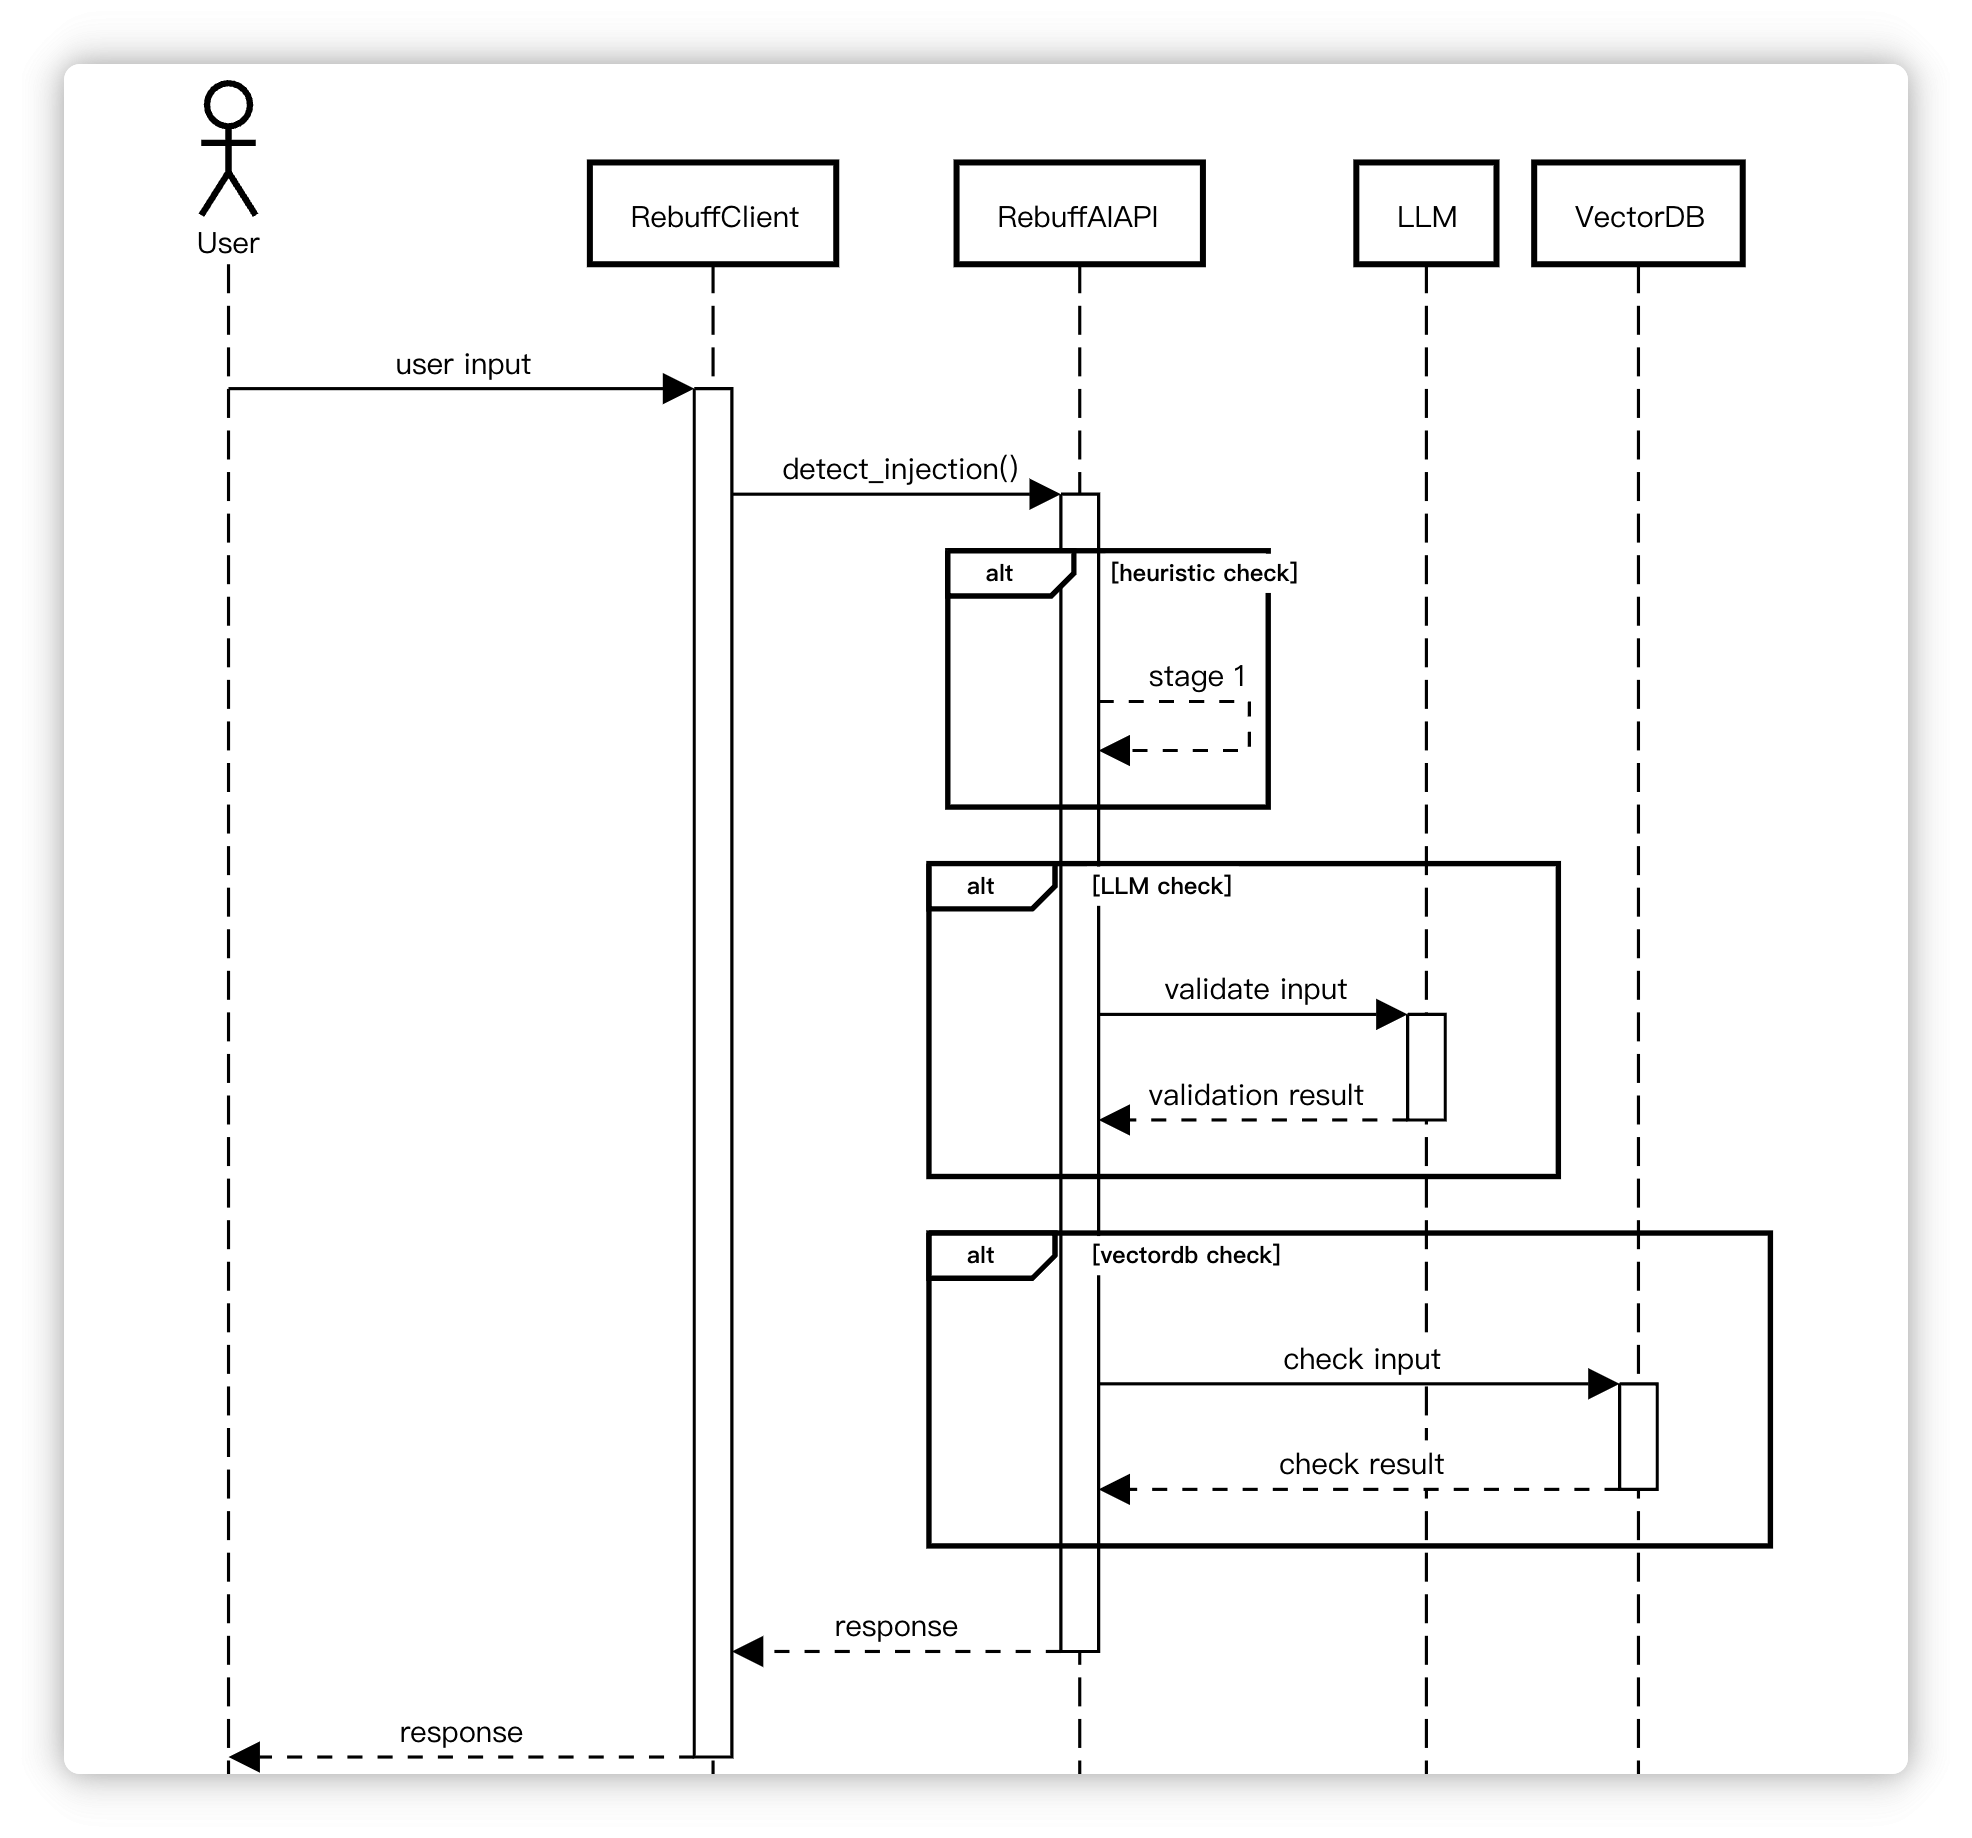 User
RebuffClient
RebuffAIAPI
LLM
VectorDB
user input
detect_injection()
alt
[heuristic check]
stage 1
alt
[LLM check]
validate input
validation result
alt
[vectordb check]
check input
check result
response
response